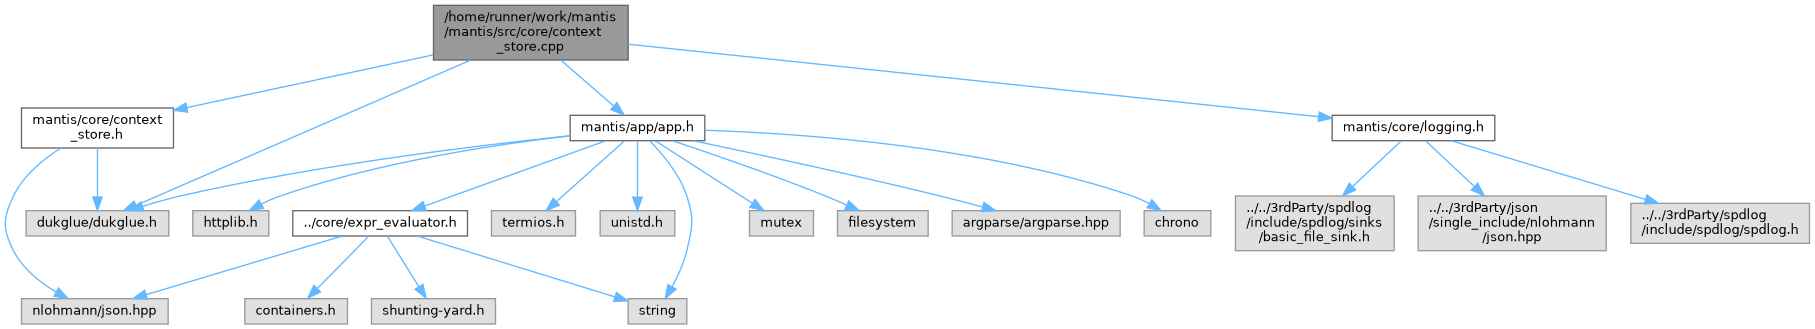 /home/runner/work/mantis
/mantis/src/core/context
_store.cpp
mantis/core/context
_store.h
mantis/app/app.h
mantis/core/logging.h
dukglue/dukglue.h
httplib.h
../core/expr_evaluator.h
termios.h
unistd.h
mutex
filesystem
argparse/argparse.hpp
chrono
../../3rdParty/spdlog
/include/spdlog/sinks
/basic_file_sink.h
../../3rdParty/json
/single_include/nlohmann
/json.hpp
../../3rdParty/spdlog
/include/spdlog/spdlog.h
nlohmann/json.hpp
containers.h
shunting-yard.h
string